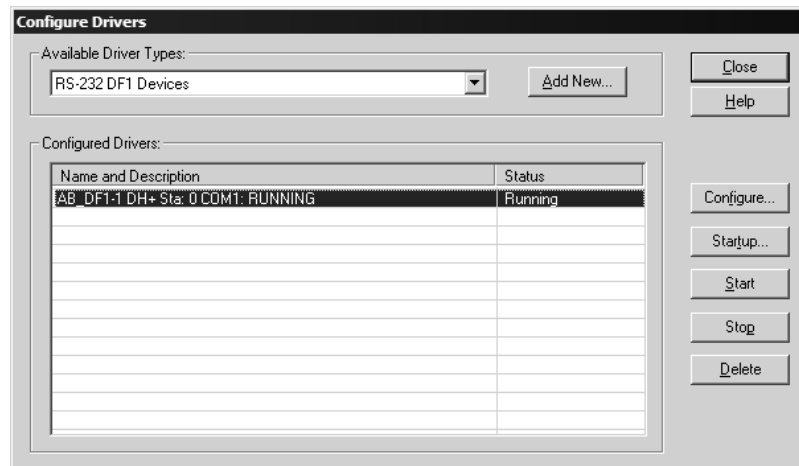 Configure Drivers
Available Driver Types:
RS-232 DF1 Devices
Add New...
Close
Help
Configured Drivers:
Name and Description Status
AB_DF1-1 DH+ Sta: 0 COM1: RUNNING Running
Configure...
Startup...
Start
Stop
Delete